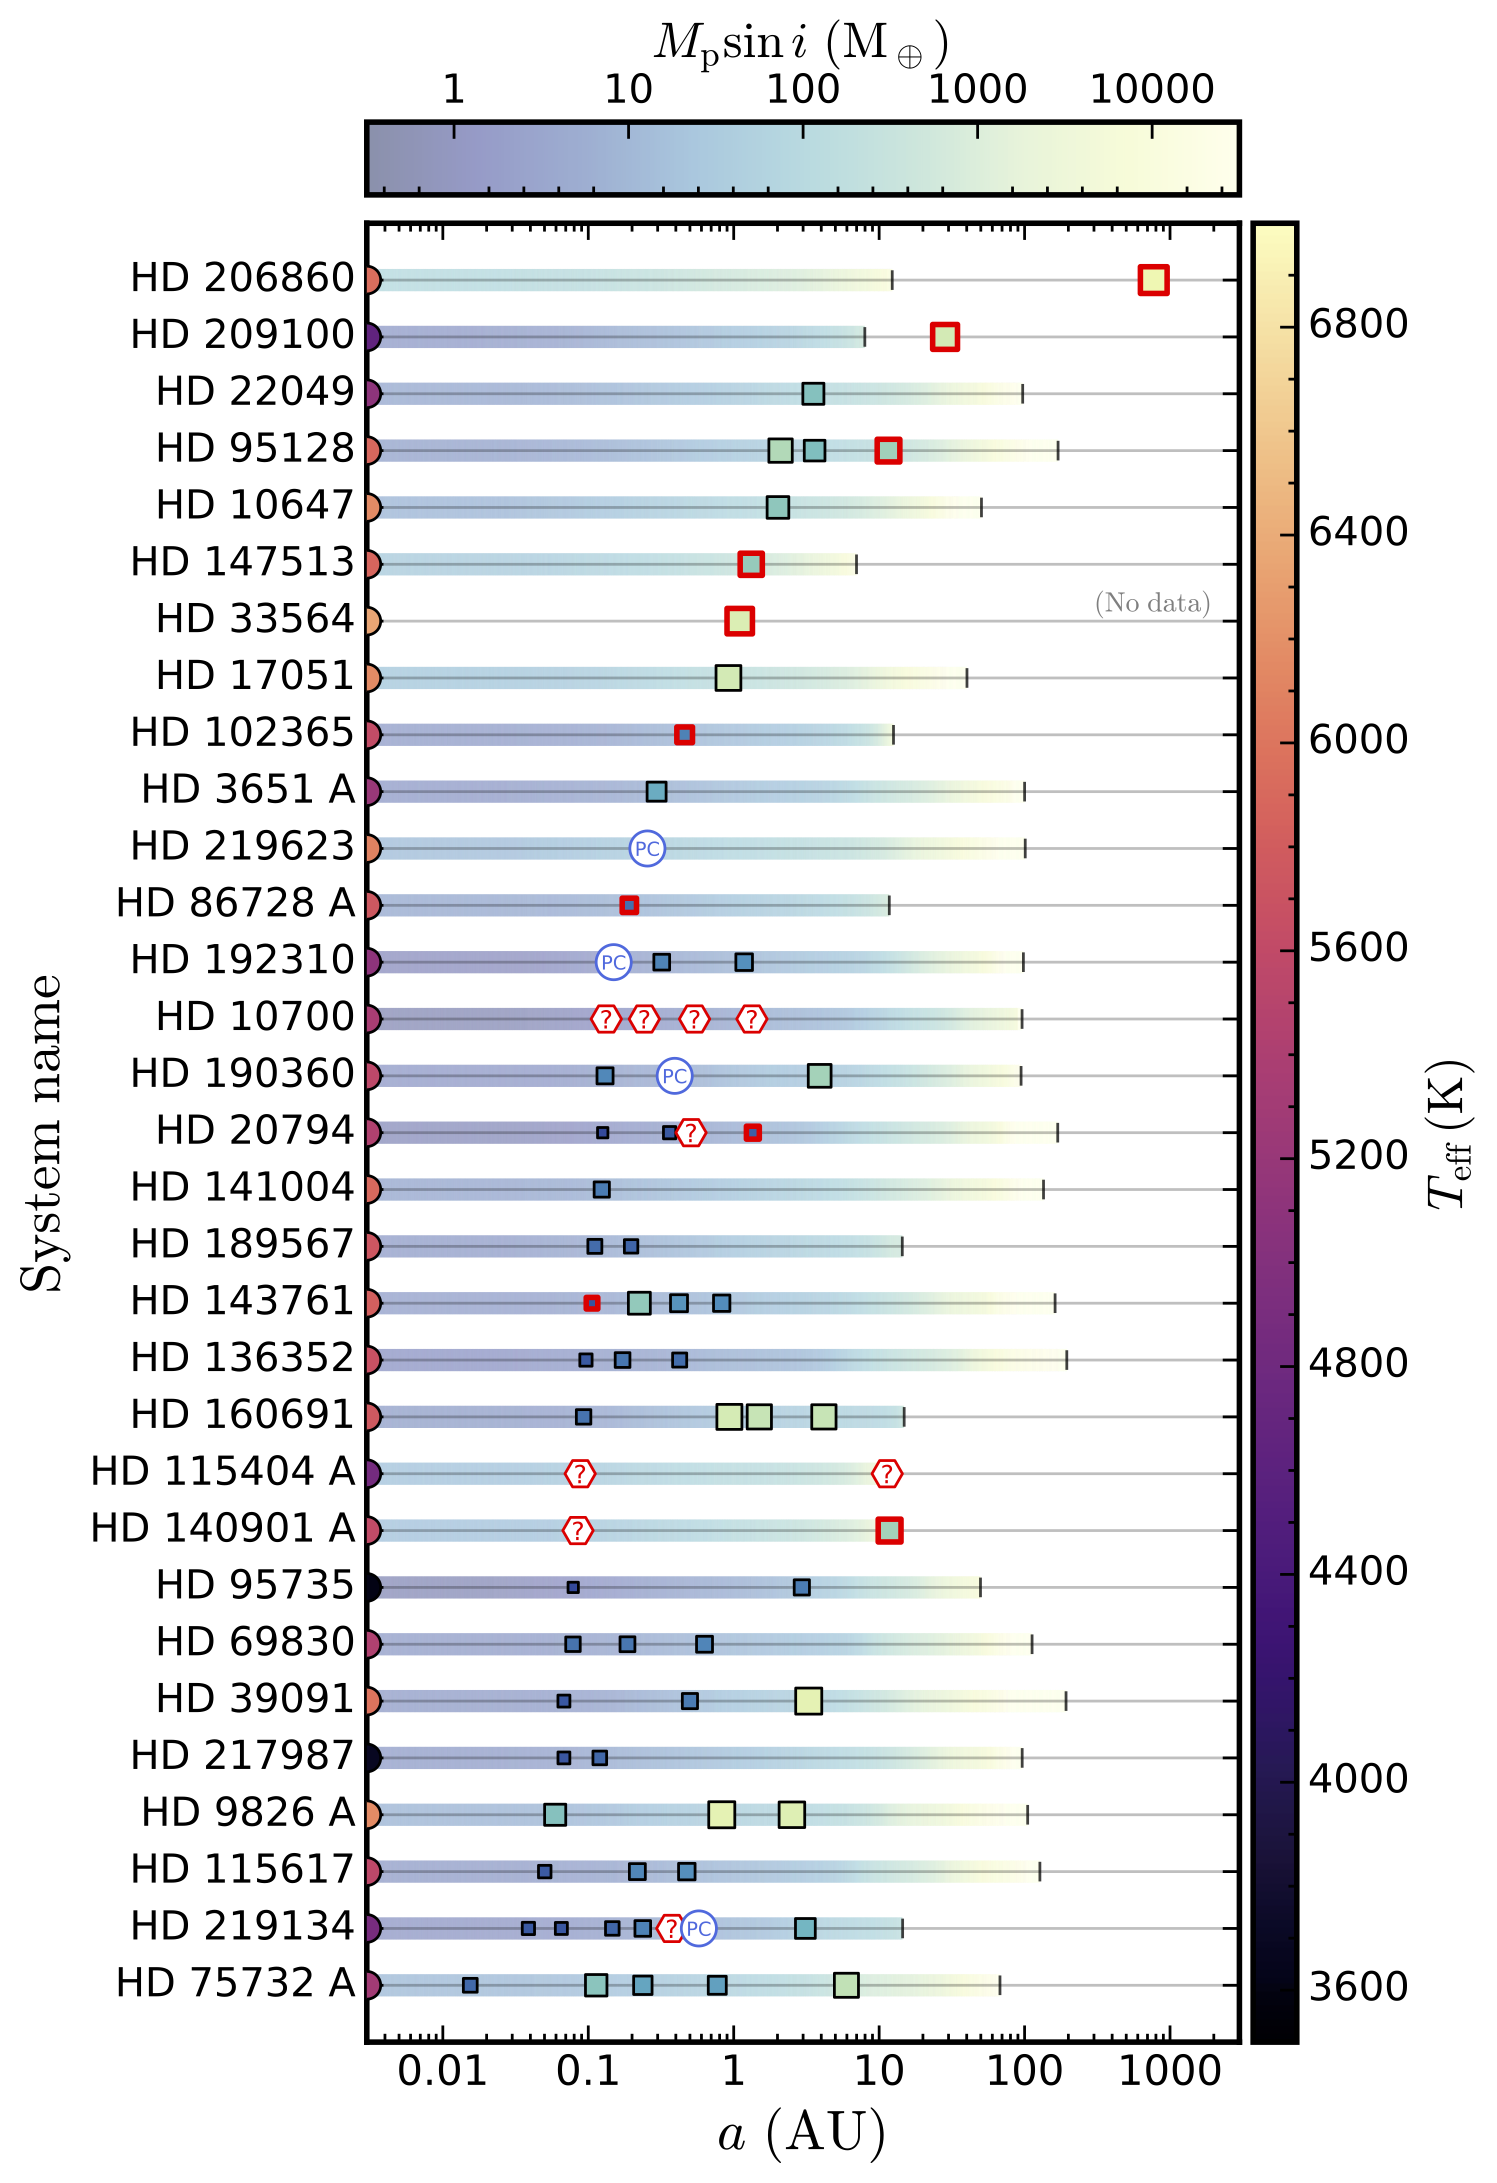 Mp sin i (M⊕)
1 10 100 1000 10000
HD 206860
HD 209100
HD 22049
HD 95128
HD 10647
HD 147513
HD 33564
(No data)
HD 17051
HD 102365
HD 3651 A
HD 219623
PC
HD 86728 A
HD 192310
PC
HD 10700
? ? ? ?
HD 190360
PC
HD 20794
?
HD 141004
HD 189567
HD 143761
HD 136352
HD 160691
HD 115404 A
? ?
HD 140901 A
?
HD 95735
HD 69830
HD 39091
HD 217987
HD 9826 A
HD 115617
HD 219134
? PC
HD 75732 A
System name
0.01 0.1 1 10 100 1000
a (AU)
6800
6400
6000
5600
5200
4800
4400
4000
3600
Teff (K)